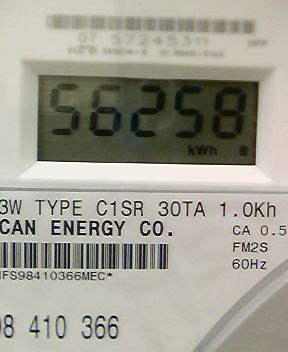 07 57245311
56258
kWh
3W TYPE C1SR 30TA 1.0Kh
CAN ENERGY CO.
CA 0.5
FM2S
60Hz
IFS98410366MEC*
98 410 366